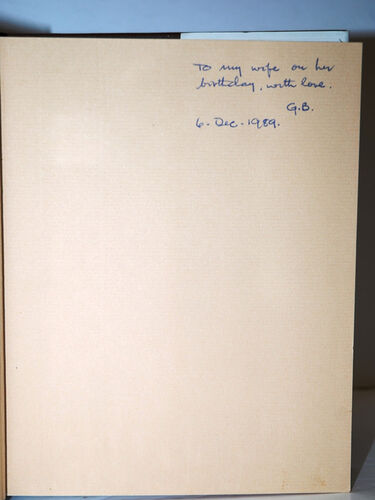 To my wife on her
birthday, with love.
G.B.
6. Dec. 1989.